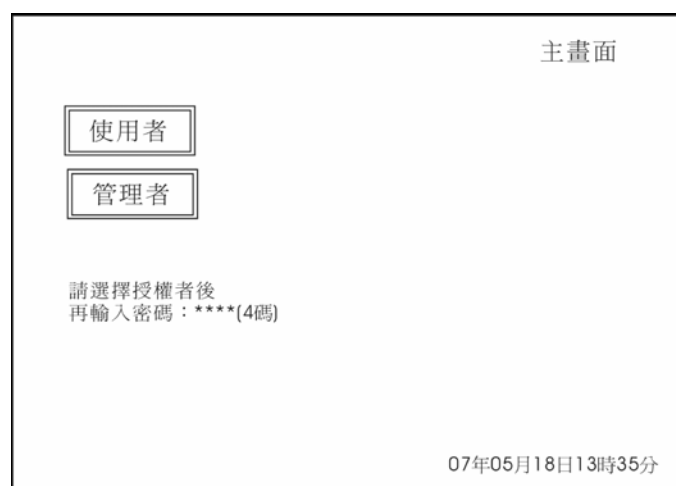 主畫面
使用者
管理者
請選擇授權者後
再輸入密碼：****(4碼)
07年05月18日13時35分